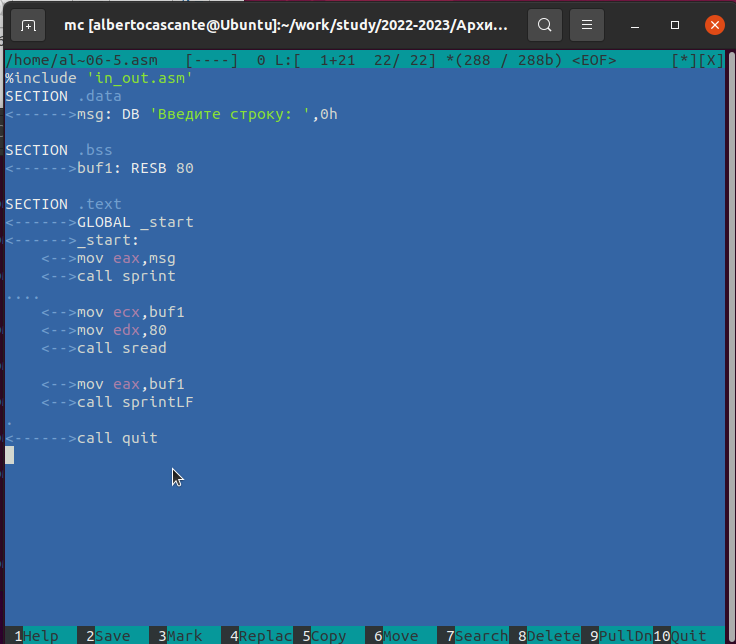 mc [albertocascante@Ubuntu]:~/work/study/2022-2023/Архи...
/home/al~06-5.asm [----] 0 L:[ 1+21 22/ 22] *(288 / 288b) <EOF> [*][X]
%include 'in_out.asm'
SECTION .data
<------>msg: DB 'Введите строку: ',0h
SECTION .bss
<------>buf1: RESB 80
SECTION .text
<------>GLOBAL _start
<------>_start:
<-->mov eax,msg
<-->call sprint
....
<-->mov ecx,buf1
<-->mov edx,80
<-->call sread
<-->mov eax,buf1
<-->call sprintLF
.
<------>call quit
1Help 2Save 3Mark 4Replac 5Copy 6Move 7Search 8Delete 9PullDn 10Quit